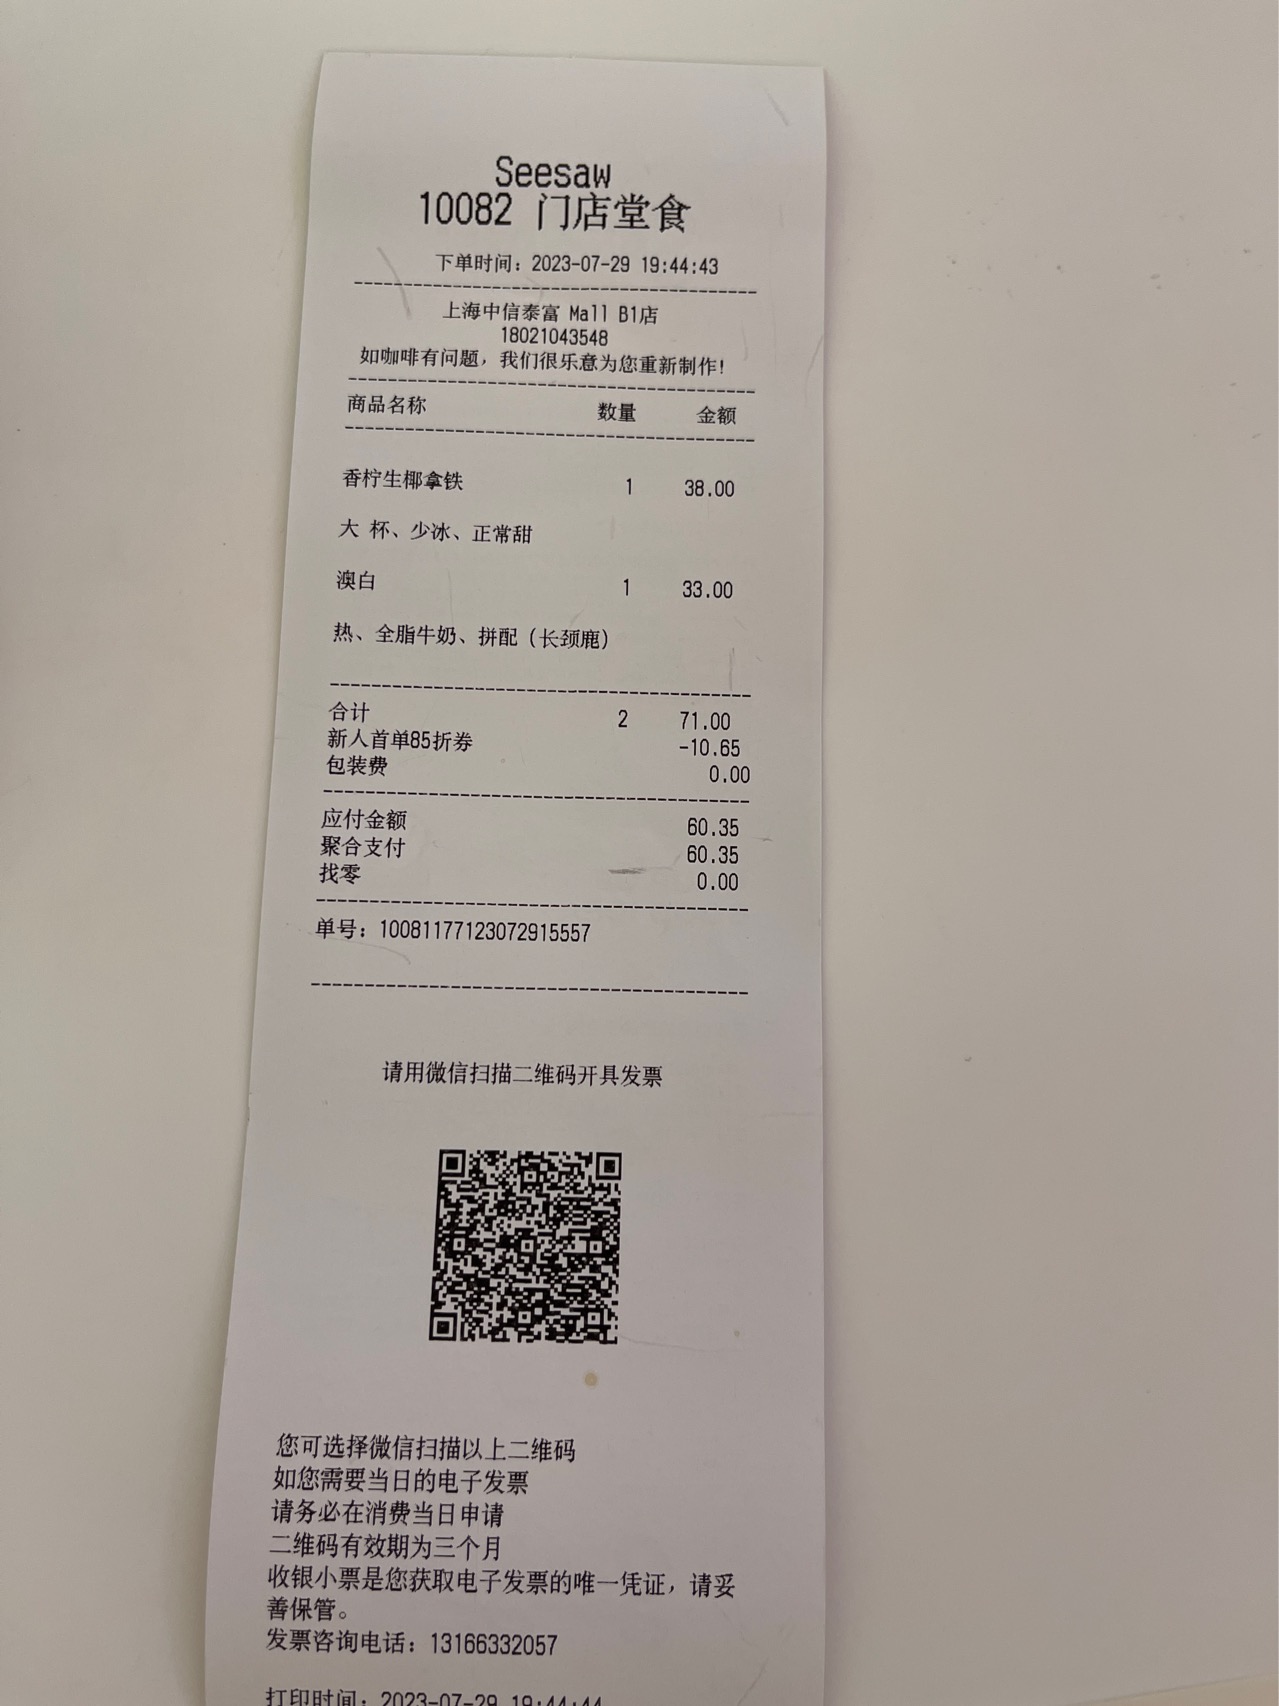 Seesaw
10082 门店堂食
下单时间：2023-07-29 19:44:43
上海中信泰富 Mall B1店
18021043548
如咖啡有问题，我们很乐意为您重新制作！
商品名称 数量 金额
香柠生椰拿铁 1 38.00
大 杯、少冰、正常甜
澳白 1 33.00
热、全脂牛奶、拼配（长颈鹿）
合计 2 71.00
新人首单85折券 -10.65
包装费 0.00
应付金额 60.35
聚合支付 60.35
找零 0.00
单号：10081177123072915557
请用微信扫描二维码开具发票
您可选择微信扫描以上二维码
如您需要当日的电子发票
请务必在消费当日申请
二维码有效期为三个月
收银小票是您获取电子发票的唯一凭证，请妥
善保管。
发票咨询电话：13166332057
打印时间：2023-07-29 19:44:44